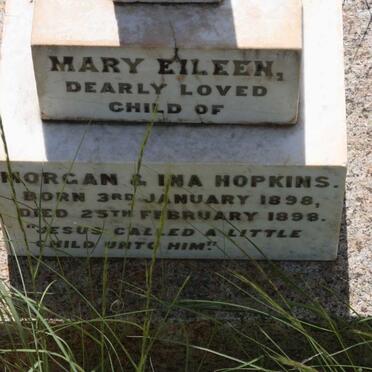 MARY EILEEN,
DEARLY LOVED
CHILD OF
MORGAN & INA HOPKINS.
BORN 3RD JANUARY 1898,
DIED 25TH FEBRUARY 1898.
"JESUS CALLED A LITTLE
CHILD UNTO HIM."